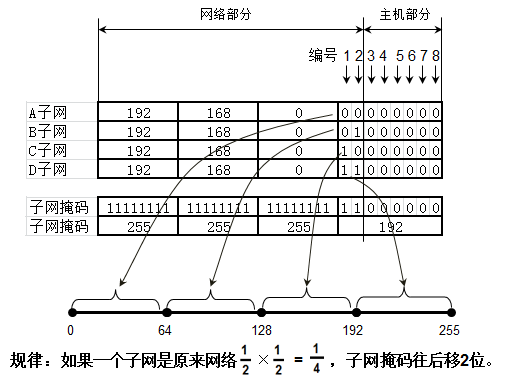 网络部分 主机部分
编号 1 2 3 4 5 6 7 8
A子网 192 168 0 0 0 0 0 0 0 0 0
B子网 192 168 0 0 1 0 0 0 0 0 0
C子网 192 168 0 1 0 0 0 0 0 0 0
D子网 192 168 0 1 1 0 0 0 0 0 0
子网掩码 11111111 11111111 11111111 1 1 0 0 0 0 0 0
子网掩码 255 255 255 192
0 64 128 192 255
规律：如果一个子网是原来网络1/2 × 1/2 = 1/4，子网掩码往后移2位。